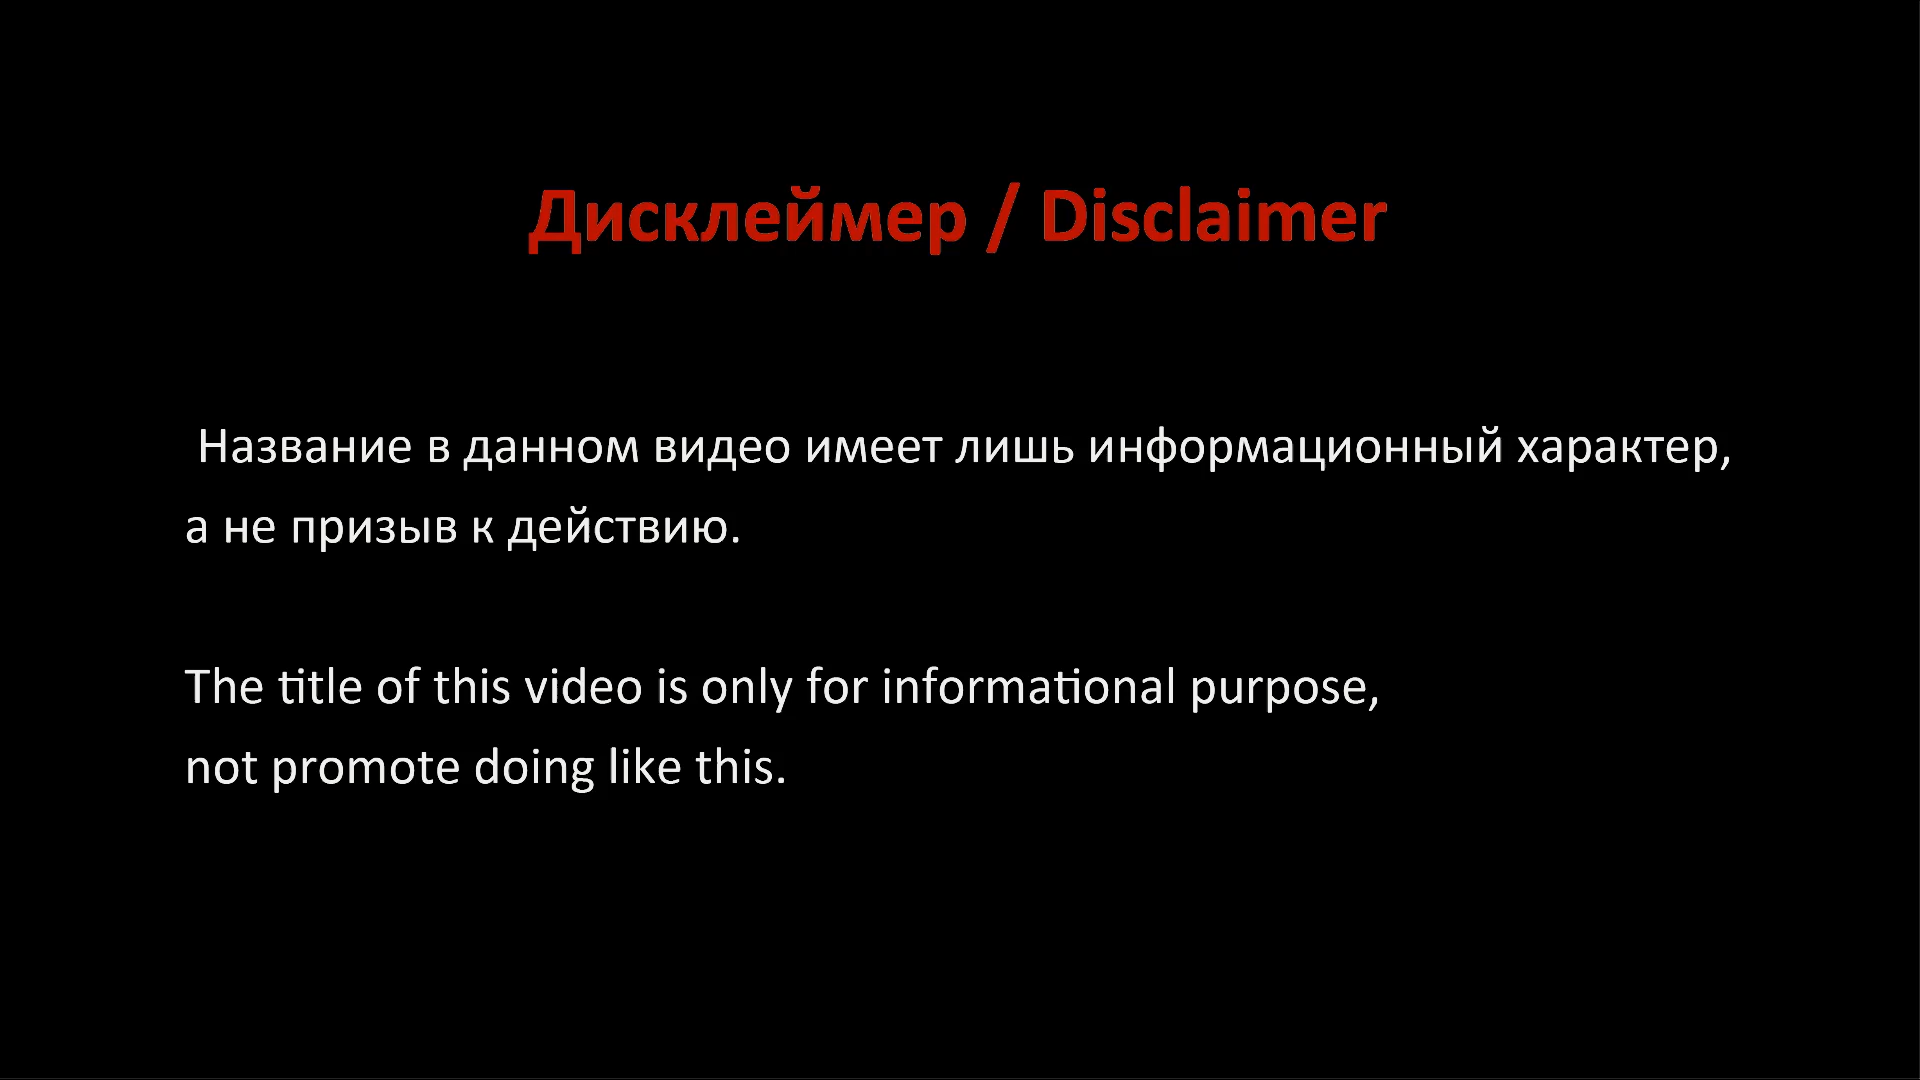 Дисклеймер / Disclaimer
Название в данном видео имеет лишь информационный характер,
а не призыв к действию.
The title of this video is only for informational purpose,
not promote doing like this.